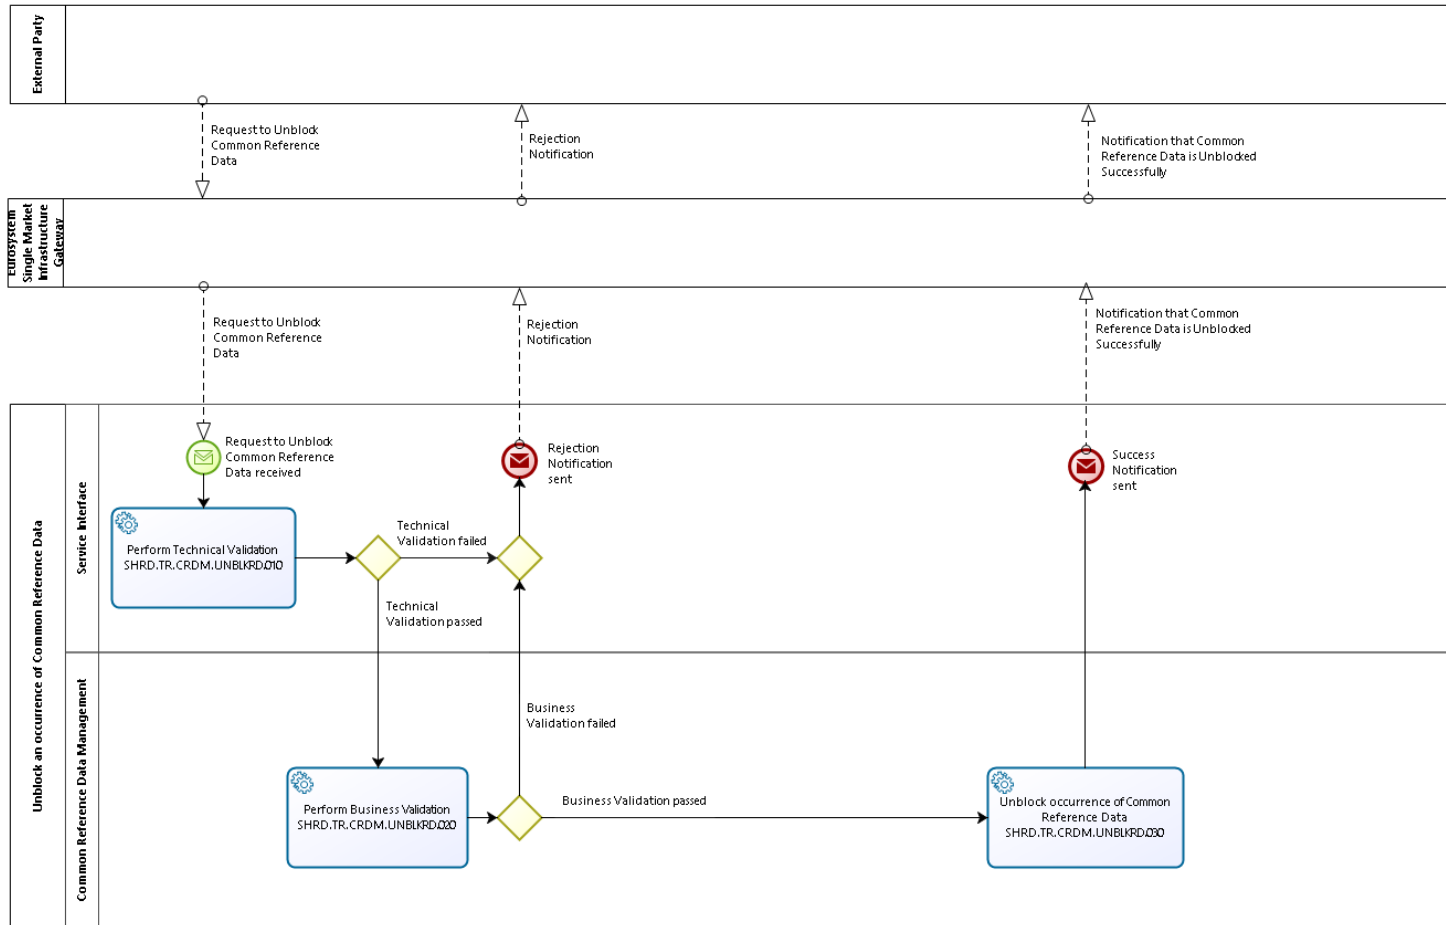 External Party
Request to Unblock
Common Reference
Data
Rejection
Notification
Notification that Common
Reference Data is Unblocked
Successfully
Eurosystem
Single Market
Infrastructure
Gateway
Request to Unblock
Common Reference
Data
Rejection
Notification
Notification that Common
Reference Data is Unblocked
Successfully
Unblock an occurrence of Common Reference Data
Service Interface
Request to Unblock
Common Reference
Data received
Rejection
Notification
sent
Success
Notification
sent
Perform Technical Validation
SHRD.TR.CRDM.UNBLKRD.010
Technical
Validation failed
Technical
Validation passed
Common Reference Data Management
Business
Validation failed
Perform Business Validation
SHRD.TR.CRDM.UNBLKRD.020
Business Validation passed
Unblock occurrence of Common
Reference Data
SHRD.TR.CRDM.UNBLKRD.030